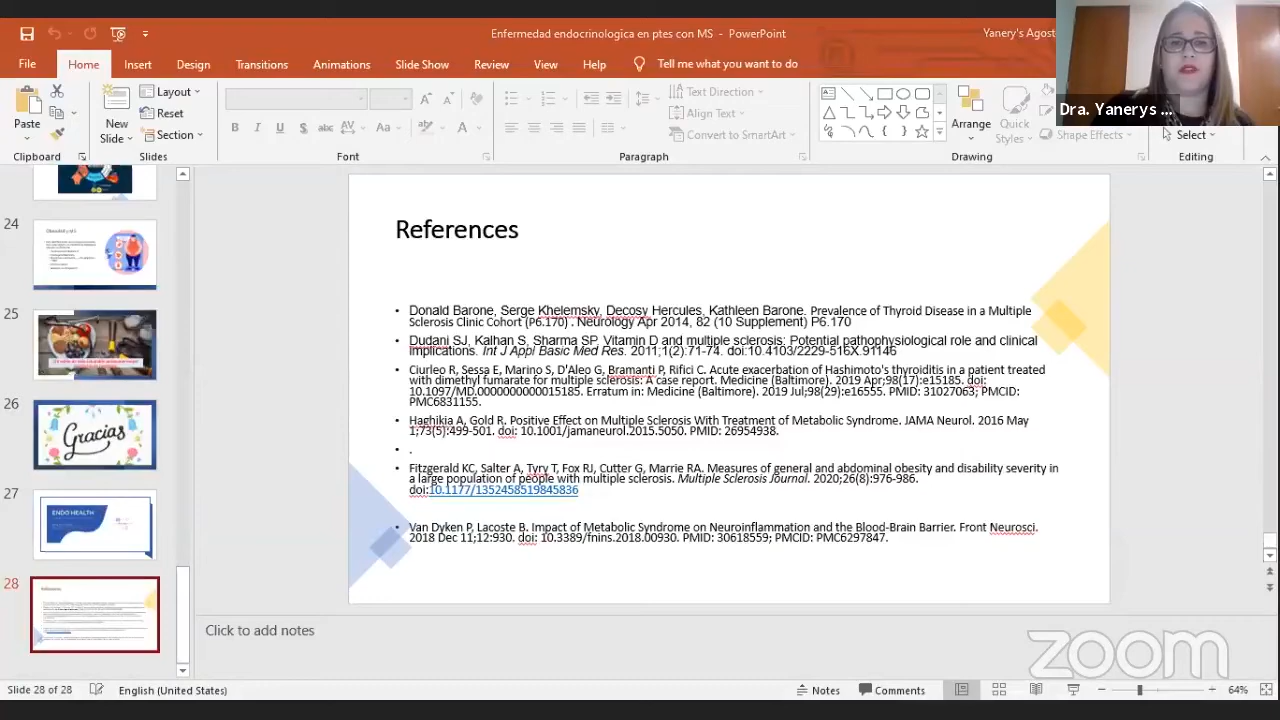 Enfermedad endocrinologica en ptes con MS - PowerPoint
Yanery's Agost
File Home Insert Design Transitions Animations Slide Show Review View Help Tell me what you want to do
Dra. Yanerys ...
Paste
New
Slide
Layout
Reset
Section
B I U S abc AV Aa A A A
Text Direction
Align Text
Convert to SmartArt
Arrange
Quick
Styles
Shape Effects
Select
Clipboard Slides Font Paragraph Drawing Editing
24
25
26
Gracias
27
ENDO HEALTH
28
References
• Donald Barone, Serge Khelemsky, Decosy Hercules, Kathleen Barone. Prevalence of Thyroid Disease in a Multiple
Sclerosis Clinic Cohort (P6.170) . Neurology Apr 2014, 82 (10 Supplement) P6.170
• Dudani SJ, Kalhan S, Sharma SP. Vitamin D and multiple sclerosis: Potential pathophysiological role and clinical
implications. Int J Appl Basic Med Res. 2011;1(2):71-74. doi:10.4103/2229-516X.91146
• Ciurleo R, Sessa E, Marino S, D'Aleo G, Bramanti P, Rifici C. Acute exacerbation of Hashimoto's thyroiditis in a patient treated
with dimethyl fumarate for multiple sclerosis: A case report. Medicine (Baltimore). 2019 Apr;98(17):e15185. doi:
10.1097/MD.0000000000015185. Erratum in: Medicine (Baltimore). 2019 Jul;98(29):e16555. PMID: 31027063; PMCID:
PMC6831155.
• Haghikia A, Gold R. Positive Effect on Multiple Sclerosis With Treatment of Metabolic Syndrome. JAMA Neurol. 2016 May
1;73(5):499-501. doi: 10.1001/jamaneurol.2015.5050. PMID: 26954938.
• .
• Fitzgerald KC, Salter A, Tyry T, Fox RJ, Cutter G, Marrie RA. Measures of general and abdominal obesity and disability severity in
a large population of people with multiple sclerosis. Multiple Sclerosis Journal. 2020;26(8):976-986.
doi:10.1177/1352458519845836
• Van Dyken P, Lacoste B. Impact of Metabolic Syndrome on Neuroinflammation and the Blood-Brain Barrier. Front Neurosci.
2018 Dec 11;12:930. doi: 10.3389/fnins.2018.00930. PMID: 30618559; PMCID: PMC6297847.
Click to add notes
zoom
Slide 28 of 28 English (United States) Notes Comments 64%